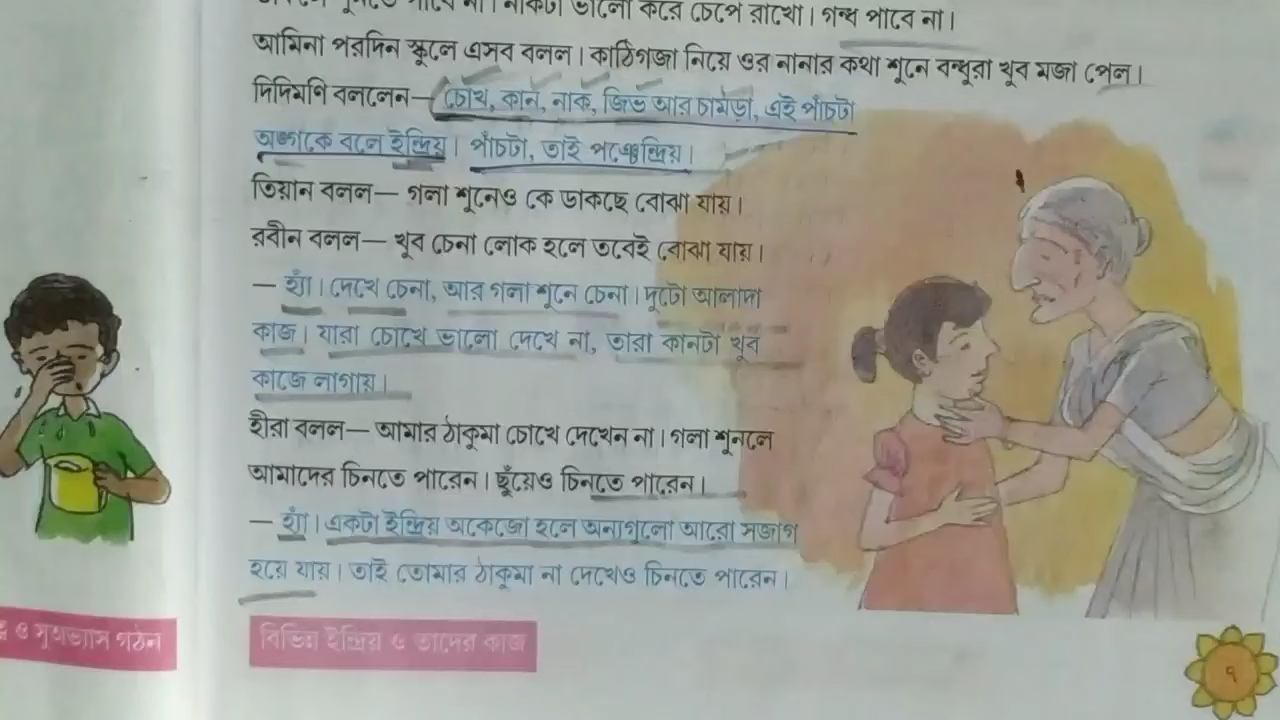 পাবে না। নাকটা ভালো করে চেপে রাখো। গন্ধ পাবে না।
আমিনা পরদিন স্কুলে এসব বলল। কাঠিগজা নিয়ে ওর নানার কথা শুনে বন্ধুরা খুব মজা পেল।
দিদিমণি বললেন— চোখ, কান, নাক, জিভ আর চামড়া, এই পাঁচটা
অঙ্গকে বলে ইন্দ্রিয়। পাঁচটা, তাই পঞ্চেন্দ্রিয়।
তিয়ান বলল— গলা শুনেও কে ডাকছে বোঝা যায়।
রবীন বলল— খুব চেনা লোক হলে তবেই বোঝা যায়।
— হ্যাঁ। দেখে চেনা, আর গলা শুনে চেনা। দুটো আলাদা
কাজ। যারা চোখে ভালো দেখে না, তারা কানটা খুব
কাজে লাগায়।
হীরা বলল— আমার ঠাকুমা চোখে দেখেন না। গলা শুনলে
আমাদের চিনতে পারেন। ছুঁয়েও চিনতে পারেন।
— হ্যাঁ। একটা ইন্দ্রিয় অকেজো হলে অন্যগুলো আরো সজাগ
হয়ে যায়। তাই তোমার ঠাকুমা না দেখেও চিনতে পারেন।
ও সুঅভ্যাস গঠন
বিভিন্ন ইন্দ্রিয় ও তাদের কাজ
৭